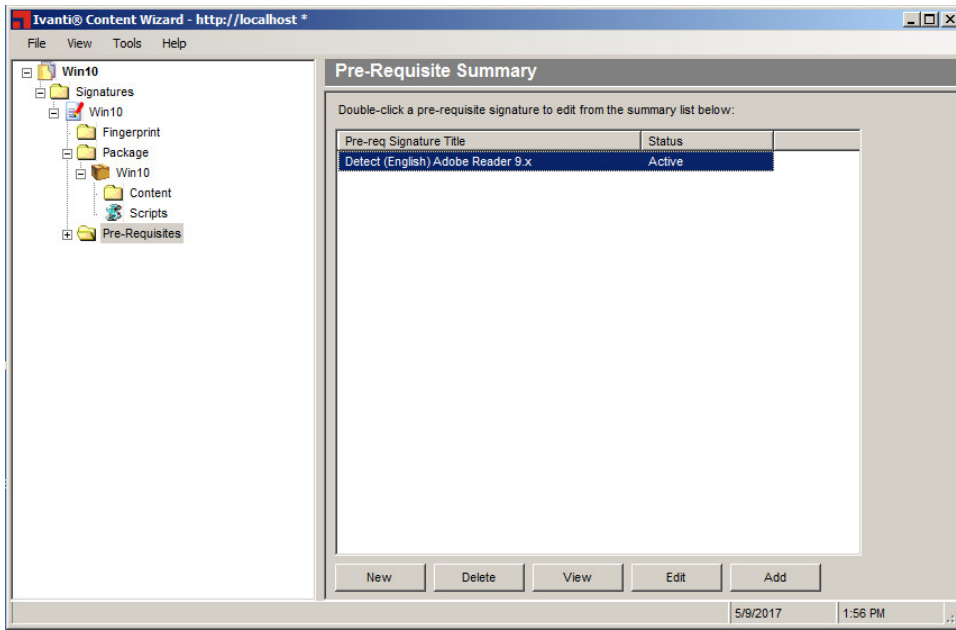 Ivanti® Content Wizard - http://localhost *
File View Tools Help
Win10
Signatures
Win10
Fingerprint
Package
Win10
Content
Scripts
Pre-Requisites
Pre-Requisite Summary
Double-click a pre-requisite signature to edit from the summary list below:
Pre-req Signature Title Status
Detect (English) Adobe Reader 9.x Active
New Delete View Edit Add
5/9/2017 1:56 PM